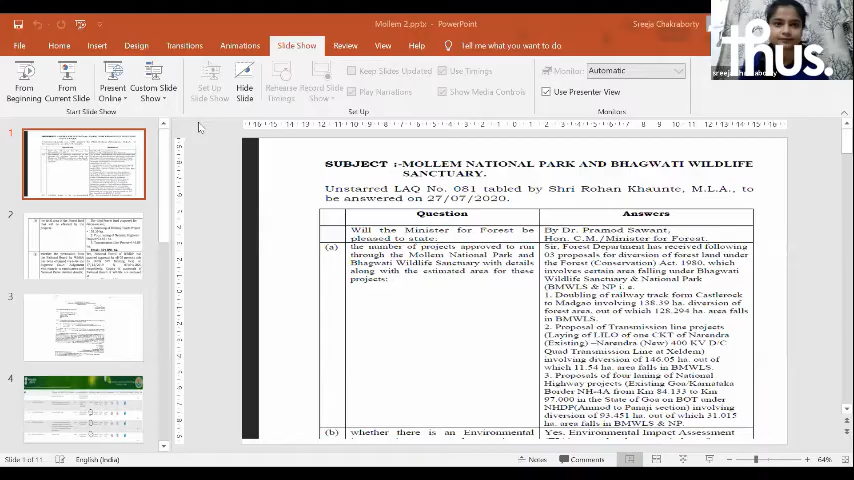 Mollem 2.pptx - PowerPoint
Sreeja Chakraborty
File Home Insert Design Transitions Animations Slide Show Review View Help Tell me what you want to do
thus.
From Beginning
From Current Slide
Present Online
Custom Slide Show
Set Up Slide Show
Hide Slide
Rehearse Timings
Record Slide Show
Keep Slides Updated
Play Narrations
Use Timings
Show Media Controls
Monitor: Automatic
Use Presenter View
Start Slide Show
Set Up
Monitors
1
2
3
4
SUBJECT :-MOLLEM NATIONAL PARK AND BHAGWATI WILDLIFE
SANCTUARY.
Unstarred LAQ No. 081 tabled by Shri Rohan Khaunte, M.L.A., to
be answered on 27/07/2020.
Question
Answers
Will the Minister for Forest be
pleased to state:
By Dr. Pramod Sawant,
Hon. C.M./Minister for Forest.
(a)
the number of projects approved to run
through the Mollem National Park and
Bhagwati Wildlife Sanctuary with details
along with the estimated area for these
projects;
Sir, Forest Department has received following
03 proposals for diversion of forest land under
the Forest (Conservation) Act, 1980, which
involves certain area falling under Bhagwati
Wildlife Sanctuary & National Park
(BMWLS & NP) i. e.
1. Doubling of railway track form Castlerock
to Madgao involving 138.39 ha. diversion of
forest area, out of which 128.294 ha. area falls
in BMWLS.
2. Proposal of Transmission line projects
(Laying of LILO of one CKT of Narendra
(Existing) –Narendra (New) 400 KV D/C
Quad Transmission Line at Xeldem)
involving diversion of 146.05 ha. out of
which 11.54 ha. area falls in BMWLS.
3. Proposals of four laning of National
Highway projects (Existing Goa/Karnataka
Border NH-4A from Km 84.133 to Km
97.000 in the State of Goa on BOT under
NHDP(Anmod to Panaji section) involving
diversion of 93.451 ha. out of which 31.015
ha. area falls in BMWLS & NP.
(b)
whether there is an Environmental
Yes. Environmental Impact Assessment
Slide 1 of 11
English (India)
Notes
Comments
64%